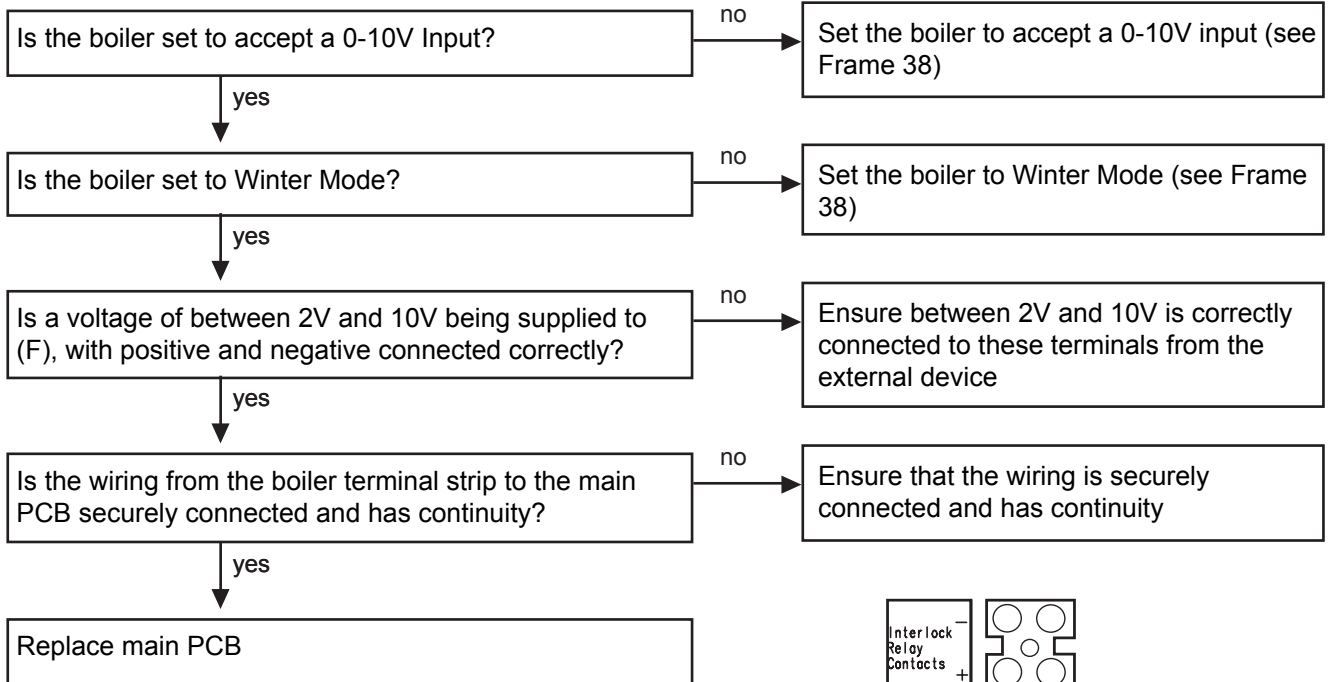 Is the boiler set to accept a 0-10V Input?
no
Set the boiler to accept a 0-10V input (see
Frame 38)
yes
Is the boiler set to Winter Mode?
no
Set the boiler to Winter Mode (see Frame
38)
yes
Is a voltage of between 2V and 10V being supplied to
(F), with positive and negative connected correctly?
no
Ensure between 2V and 10V is correctly
connected to these terminals from the
external device
yes
Is the wiring from the boiler terminal strip to the main
PCB securely connected and has continuity?
no
Ensure that the wiring is securely
connected and has continuity
yes
Replace main PCB
Interlock −
Relay
Contacts +